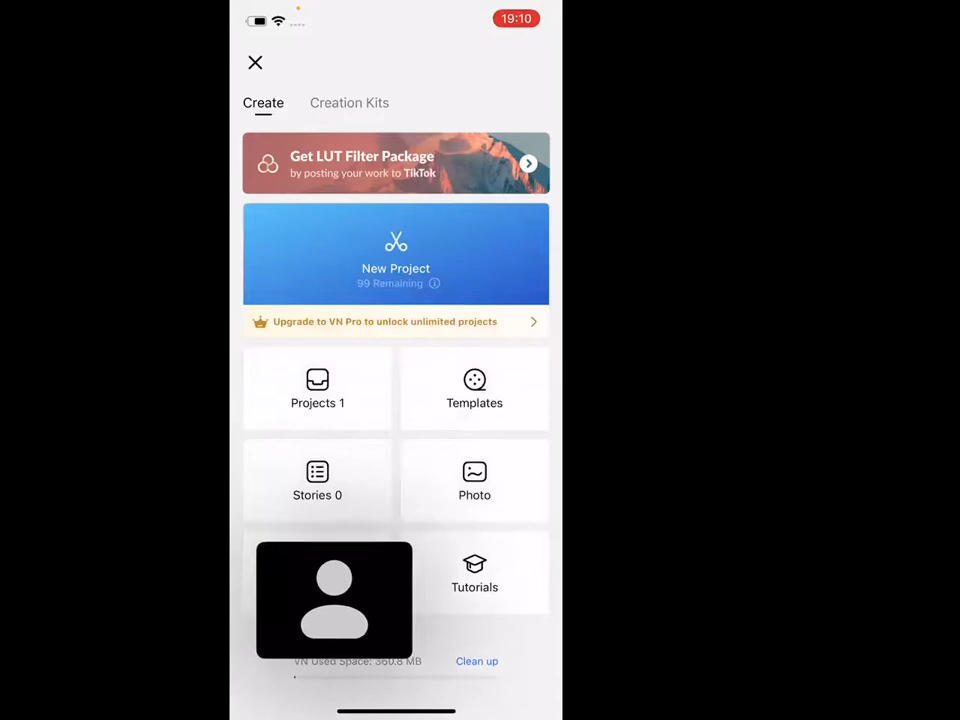 19:10
Create
Creation Kits
Get LUT Filter Package
by posting your work to TikTok
New Project
99 Remaining
Upgrade to VN Pro to unlock unlimited projects
Projects 1
Templates
Stories 0
Photo
Tutorials
VN Used Space: 360.8 MB
Clean up